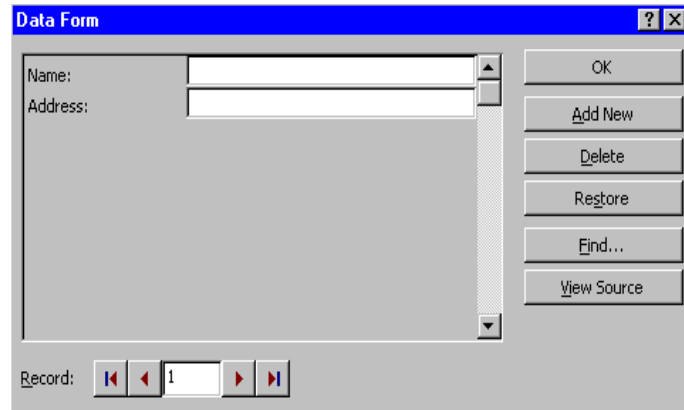 Data Form
Name:
Address:
OK
Add New
Delete
Restore
Find...
View Source
Record:
1